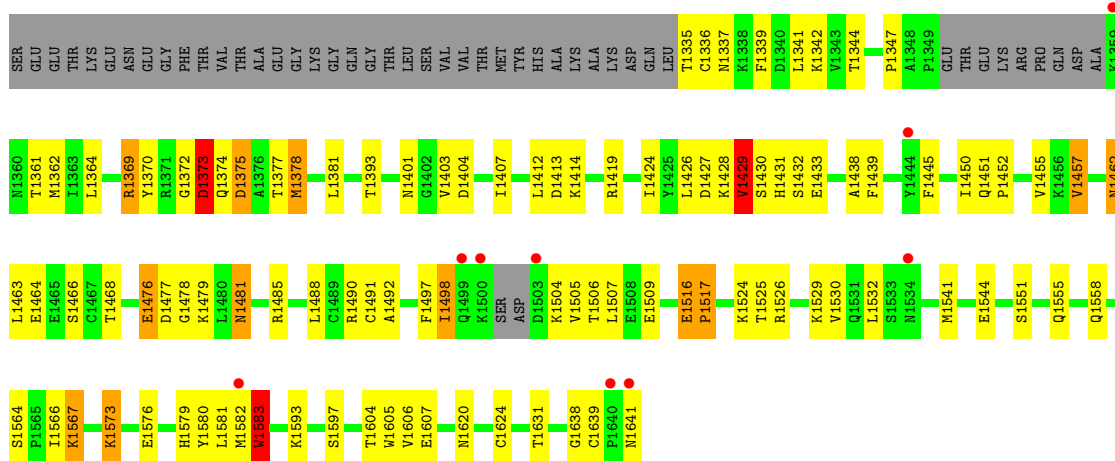 SER GLU GLU THR LYS GLU ASN GLU GLY PHE THR VAL THR ALA GLU GLY LYS GLY GLN GLY THR LEU SER VAL VAL THR MET TYR HIS ALA LYS ALA LYS ASP GLN LEU T1335 C1336 N1337 K1338 F1339 D1340 L1341 K1342 V1343 T1344 P1347 A1348 P1349 GLU THR GLU LYS ARG PRO GLN ASP ALA K1359
N1360 T1361 M1362 I1363 L1364 R1369 Y1370 R1371 G1372 D1373 Q1374 D1375 A1376 T1377 M1378 L1381 T1393 N1401 G1402 V1403 D1404 I1407 L1412 D1413 K1414 R1419 I1424 Y1425 L1426 D1427 K1428 V1429 S1430 H1431 S1432 E1433 A1438 F1439 Y1444 F1445 I1450 Q1451 P1452 V1455 K1456 V1457 N1462
L1463 E1464 E1465 S1466 C1467 T1468 E1476 D1477 G1478 K1479 L1480 N1481 R1485 L1488 C1489 R1490 C1491 A1492 F1497 I1498 Q1499 K1500 SER ASP D1503 K1504 V1505 T1506 L1507 E1508 E1509 E1516 P1517 K1524 T1525 R1526 K1529 V1530 Q1531 L1532 S1533 N1534 M1541 E1544 S1551 Q1555 Q1558
S1564 P1565 I1566 K1567 K1573 E1576 H1579 Y1580 L1581 M1582 W1583 K1593 S1597 T1604 W1605 V1606 E1607 N1620 C1624 T1631 G1638 C1639 P1640 N1641